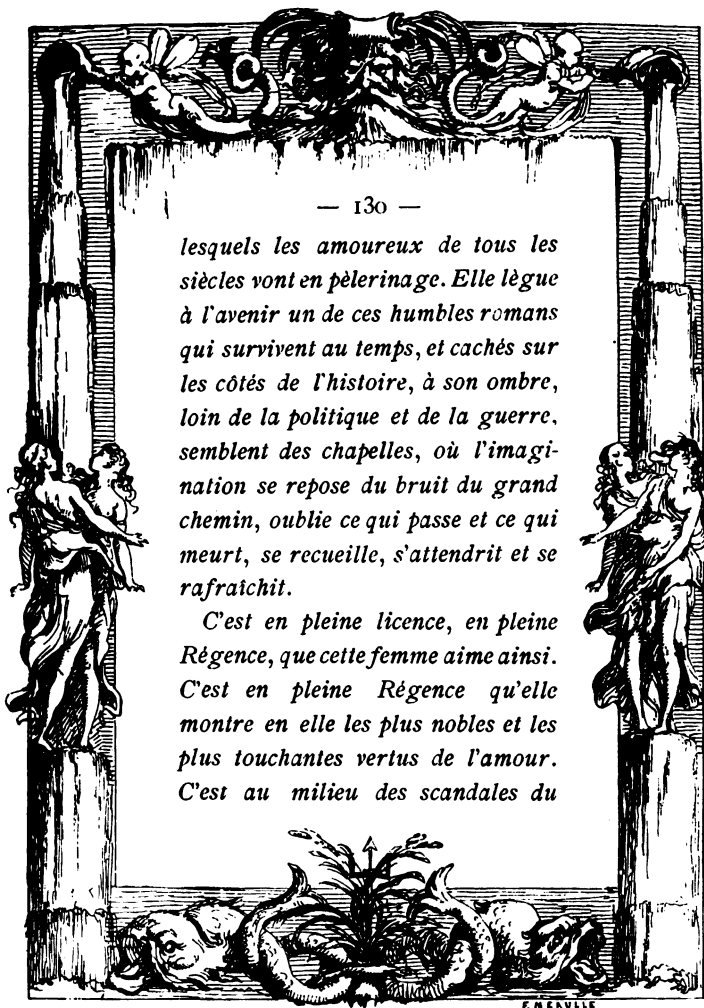 — 130 —
lesquels les amoureux de tous les
siècles vont en pèlerinage. Elle lègue
à l'avenir un de ces humbles romans
qui survivent au temps, et cachés sur
les côtés de l'histoire, à son ombre,
loin de la politique et de la guerre,
semblent des chapelles, où l'imagi-
nation se repose du bruit du grand
chemin, oublie ce qui passe et ce qui
meurt, se recueille, s'attendrit et se
rafraîchit.
C'est en pleine licence, en pleine
Régence, que cette femme aime ainsi.
C'est en pleine Régence qu'elle
montre en elle les plus nobles et les
plus touchantes vertus de l'amour.
C'est au milieu des scandales du